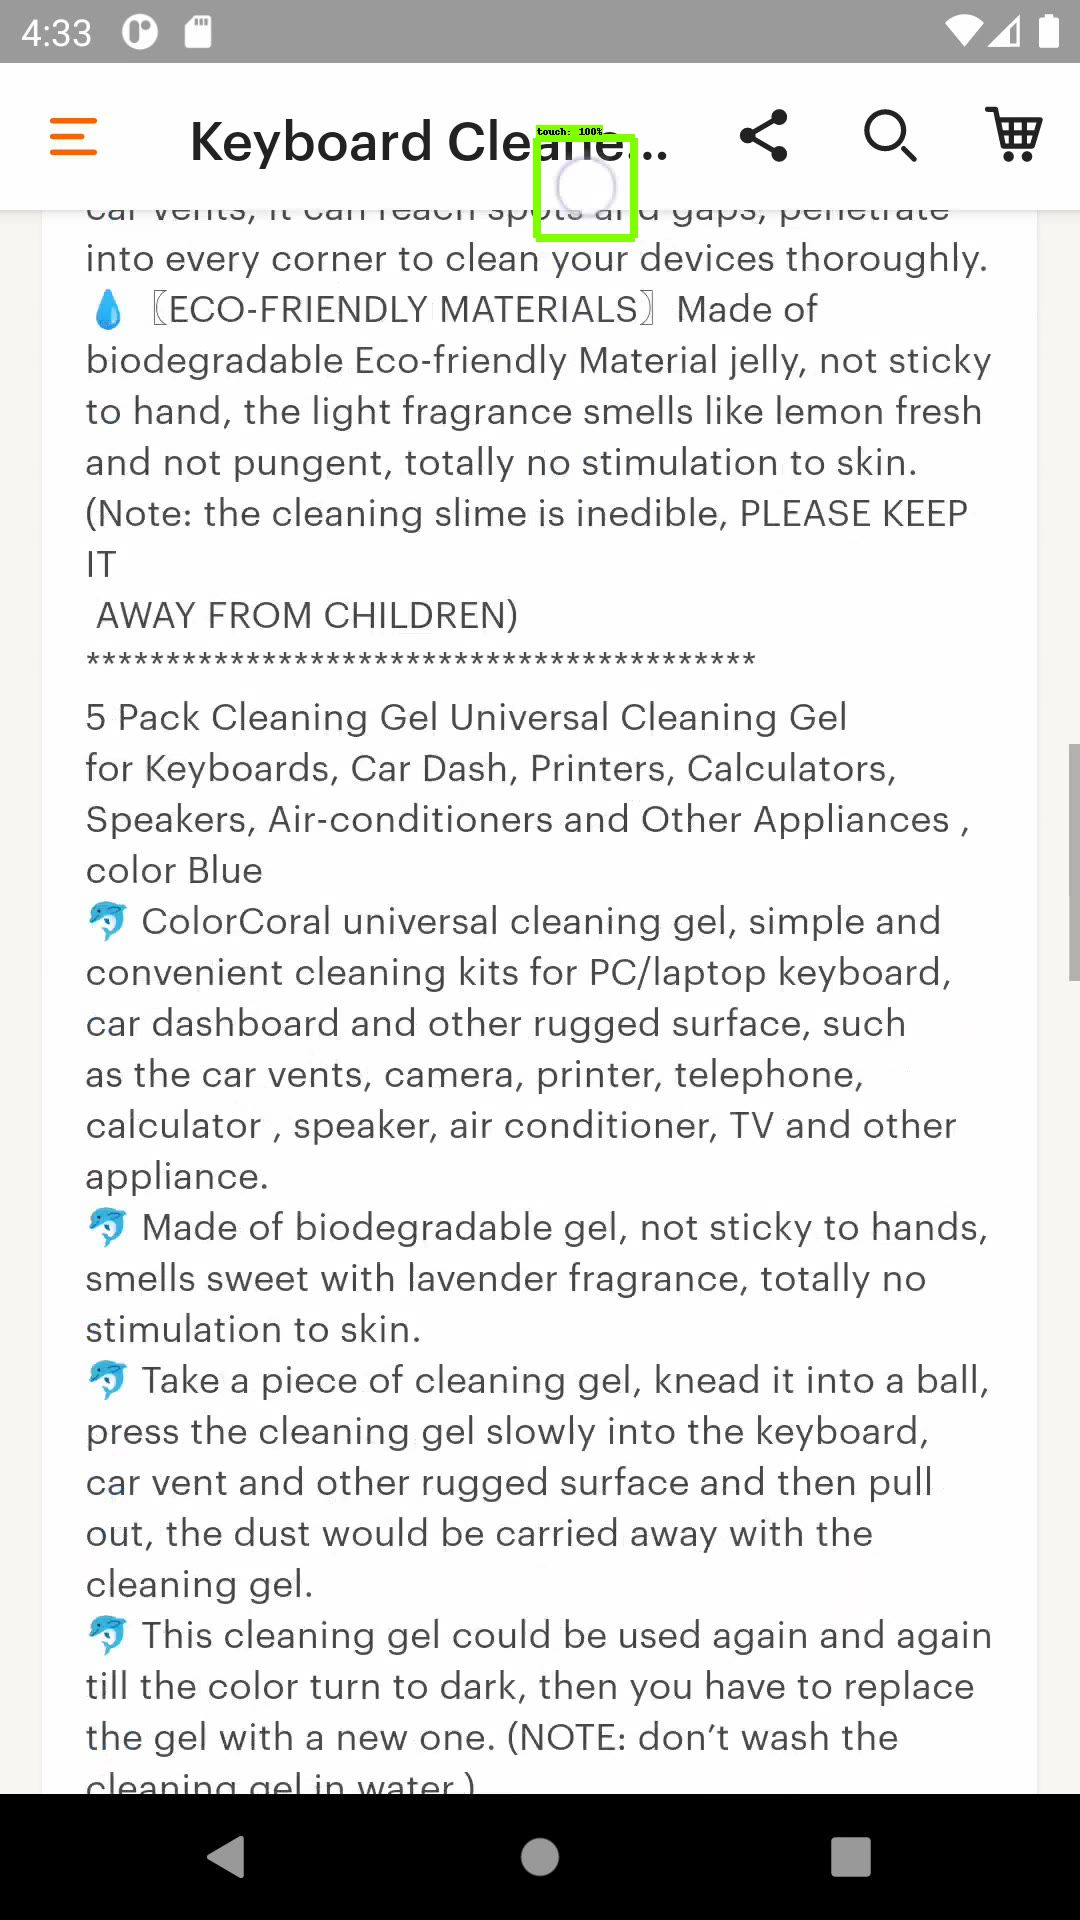 4:33
Keyboard Cleane...
touch: 100%
car vents, it can reach spots and gaps, penetrate
into every corner to clean your devices thoroughly.
💧〖ECO-FRIENDLY MATERIALS〗Made of
biodegradable Eco-friendly Material jelly, not sticky
to hand, the light fragrance smells like lemon fresh
and not pungent, totally no stimulation to skin.
(Note: the cleaning slime is inedible, PLEASE KEEP
IT
AWAY FROM CHILDREN)
******************************************
5 Pack Cleaning Gel Universal Cleaning Gel
for Keyboards, Car Dash, Printers, Calculators,
Speakers, Air-conditioners and Other Appliances ,
color Blue
🐬 ColorCoral universal cleaning gel, simple and
convenient cleaning kits for PC/laptop keyboard,
car dashboard and other rugged surface, such
as the car vents, camera, printer, telephone,
calculator , speaker, air conditioner, TV and other
appliance.
🐬 Made of biodegradable gel, not sticky to hands,
smells sweet with lavender fragrance, totally no
stimulation to skin.
🐬 Take a piece of cleaning gel, knead it into a ball,
press the cleaning gel slowly into the keyboard,
car vent and other rugged surface and then pull
out, the dust would be carried away with the
cleaning gel.
🐬 This cleaning gel could be used again and again
till the color turn to dark, then you have to replace
the gel with a new one. (NOTE: don’t wash the
cleaning gel in water.)